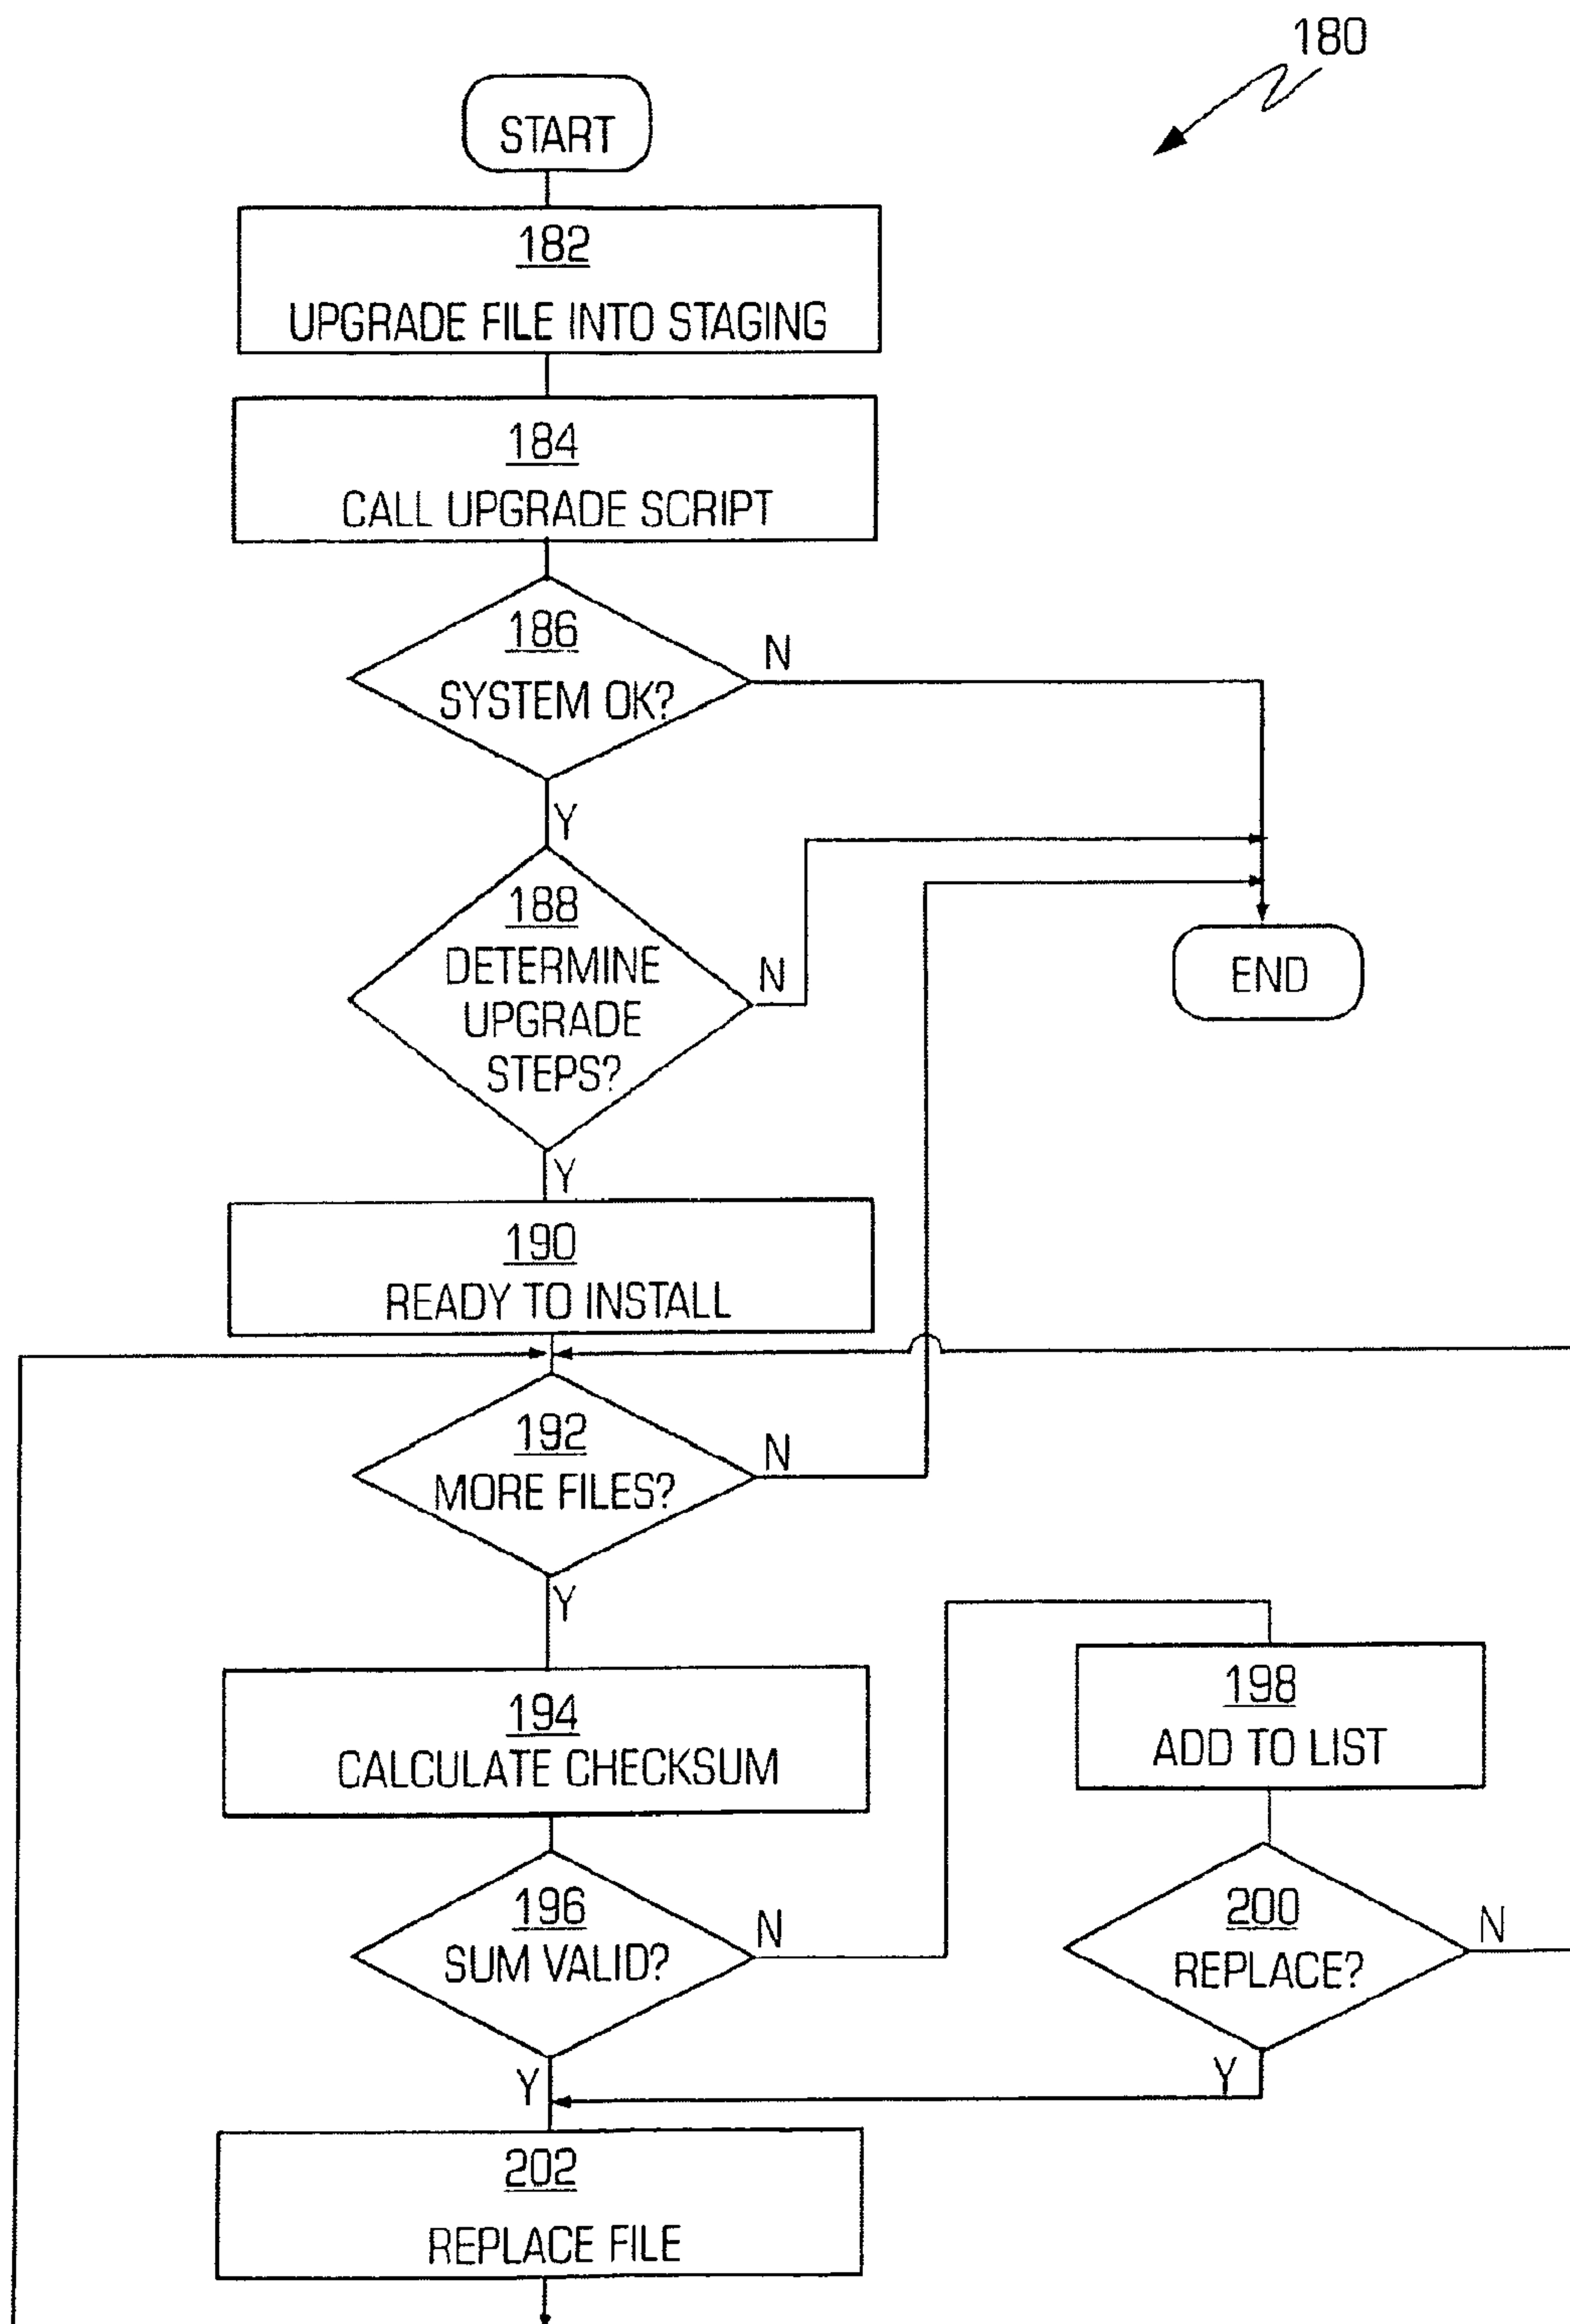 180
START
182
UPGRADE FILE INTO STAGING
184
CALL UPGRADE SCRIPT
186
SYSTEM OK?
N
Y
188
DETERMINE
UPGRADE
STEPS?
N
END
Y
190
READY TO INSTALL
192
MORE FILES?
N
Y
194
CALCULATE CHECKSUM
198
ADD TO LIST
196
SUM VALID?
N
200
REPLACE?
N
Y
Y
202
REPLACE FILE